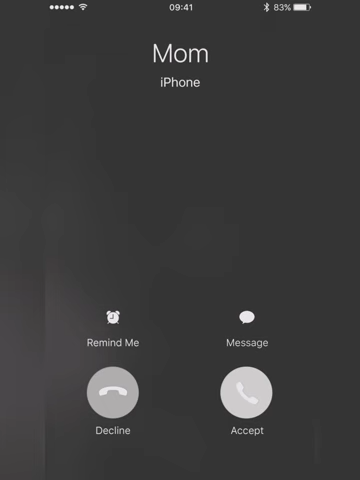 09:41
83%
Mom
iPhone
Remind Me
Message
Decline
Accept